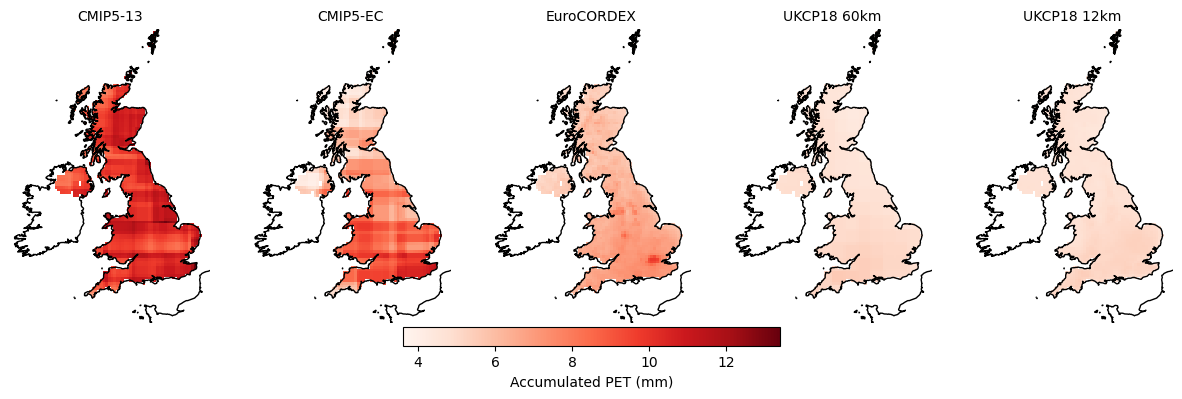 CMIP5-13
CMIP5-EC
EuroCORDEX
UKCP18 60km
UKCP18 12km
4
6
8
10
12
Accumulated PET (mm)